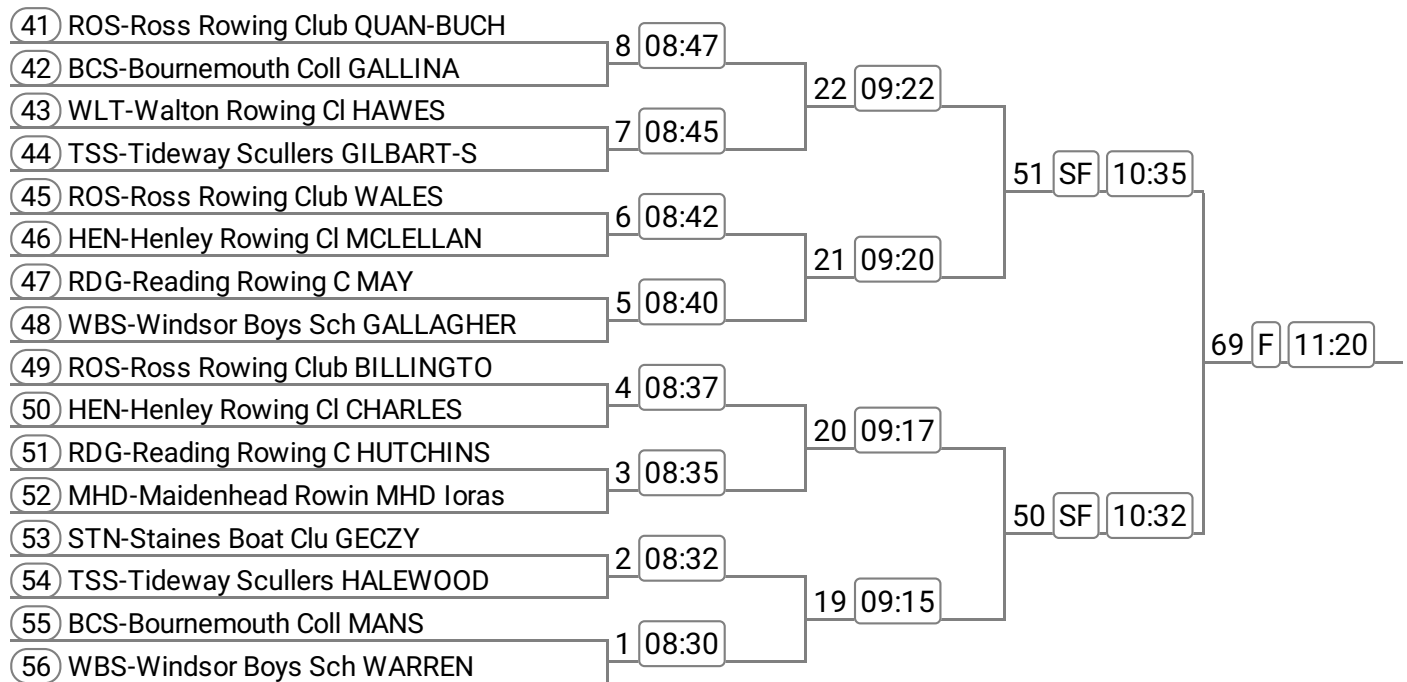 41 ROS-Ross Rowing Club QUAN-BUCH
8 08:47
42 BCS-Bournemouth Coll GALLINA
22 09:22
43 WLT-Walton Rowing Cl HAWES
7 08:45
44 TSS-Tideway Scullers GILBART-S
51 SF 10:35
45 ROS-Ross Rowing Club WALES
6 08:42
46 HEN-Henley Rowing Cl MCLELLAN
21 09:20
47 RDG-Reading Rowing C MAY
5 08:40
48 WBS-Windsor Boys Sch GALLAGHER
69 F 11:20
49 ROS-Ross Rowing Club BILLINGTO
4 08:37
50 HEN-Henley Rowing Cl CHARLES
20 09:17
51 RDG-Reading Rowing C HUTCHINS
3 08:35
52 MHD-Maidenhead Rowin MHD Ioras
50 SF 10:32
53 STN-Staines Boat Clu GECZY
2 08:32
54 TSS-Tideway Scullers HALEWOOD
19 09:15
55 BCS-Bournemouth Coll MANS
1 08:30
56 WBS-Windsor Boys Sch WARREN